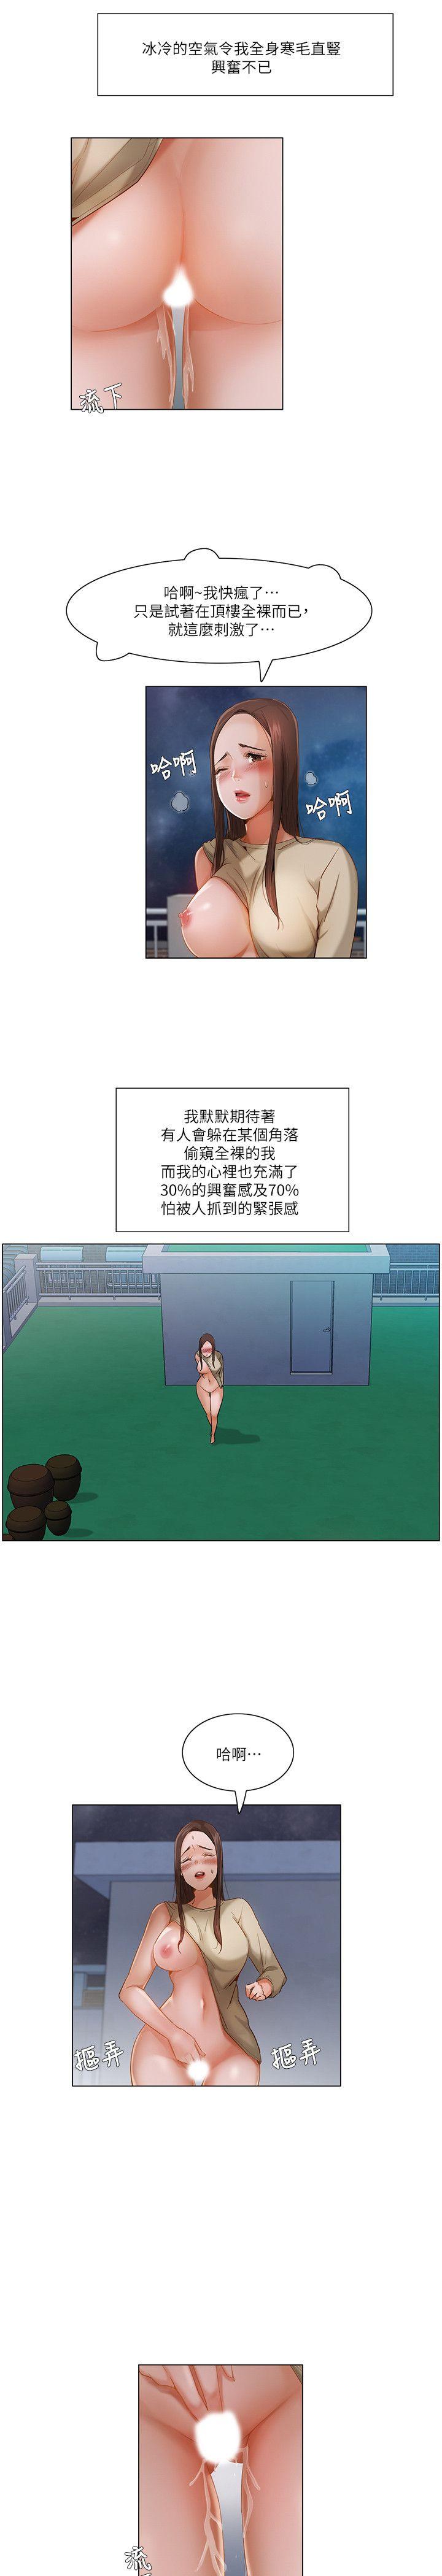 冰冷的空氣令我全身寒毛直豎
興奮不已
流下
哈啊~我快瘋了…
只是試著在頂樓全裸而已,
就這麼刺激了…
哈啊
哈啊
我默默期待著
有人會躲在某個角落
偷窺全裸的我
而我的心裡也充滿了
30%的興奮感及70%
怕被人抓到的緊張感
哈啊…
摳弄
摳弄
流